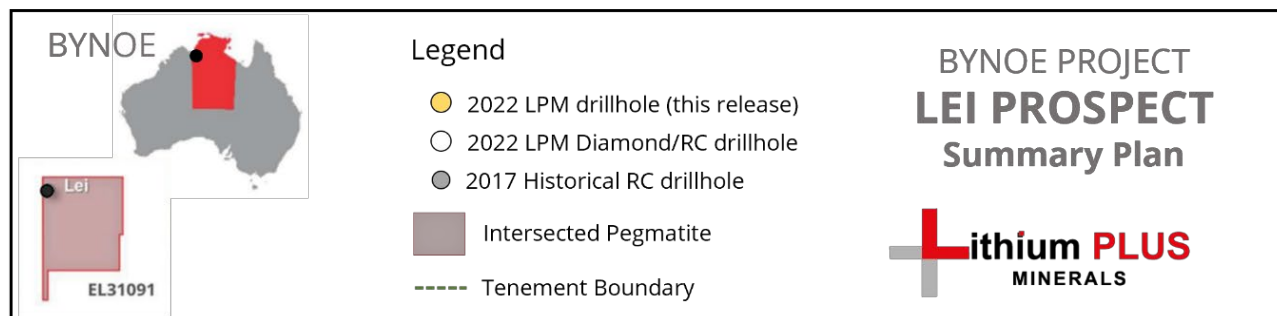 BYNOE
Lei
EL31091
Legend
2022 LPM drillhole (this release)
2022 LPM Diamond/RC drillhole
2017 Historical RC drillhole
Intersected Pegmatite
Tenement Boundary
BYNOE PROJECT
LEI PROSPECT
Summary Plan
Lithium PLUS
MINERALS